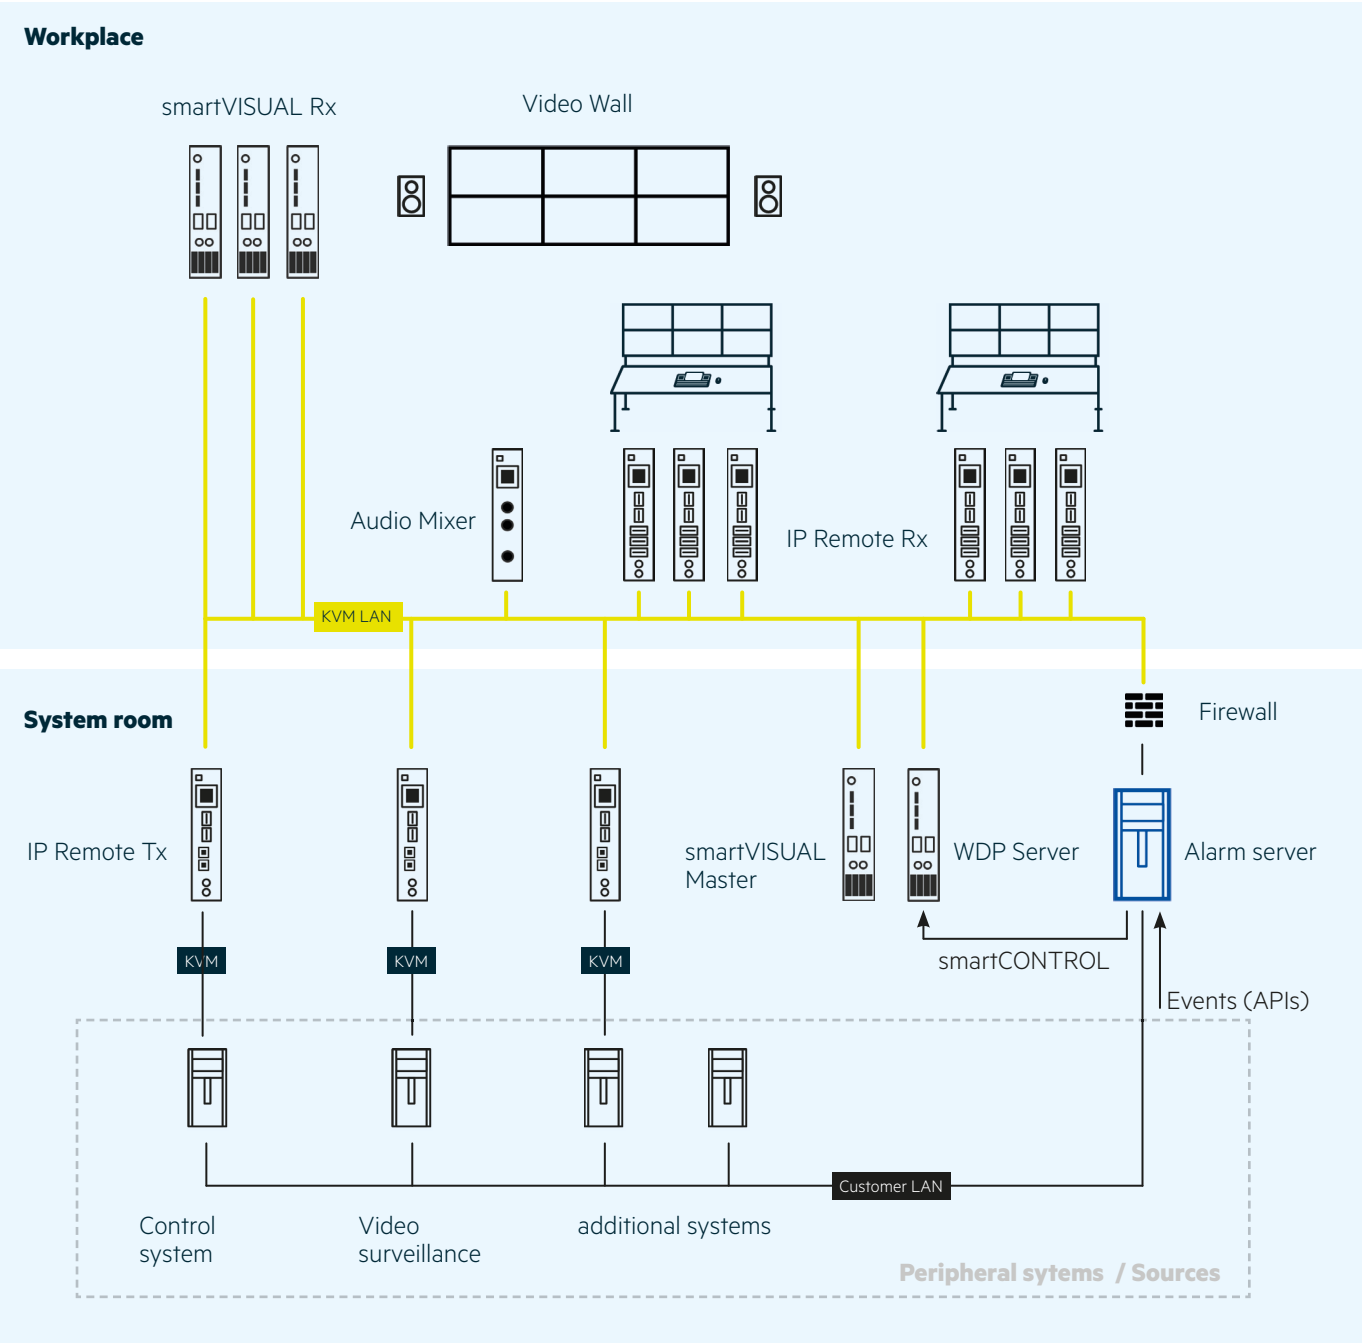 Workplace
smartVISUAL Rx
Video Wall
Audio Mixer
IP Remote Rx
KVM LAN
System room
Firewall
IP Remote Tx
smartVISUAL
Master
WDP Server
Alarm server
KVM
KVM
KVM
smartCONTROL
Events (APIs)
Customer LAN
Control
system
Video
surveillance
additional systems
Peripheral sytems / Sources